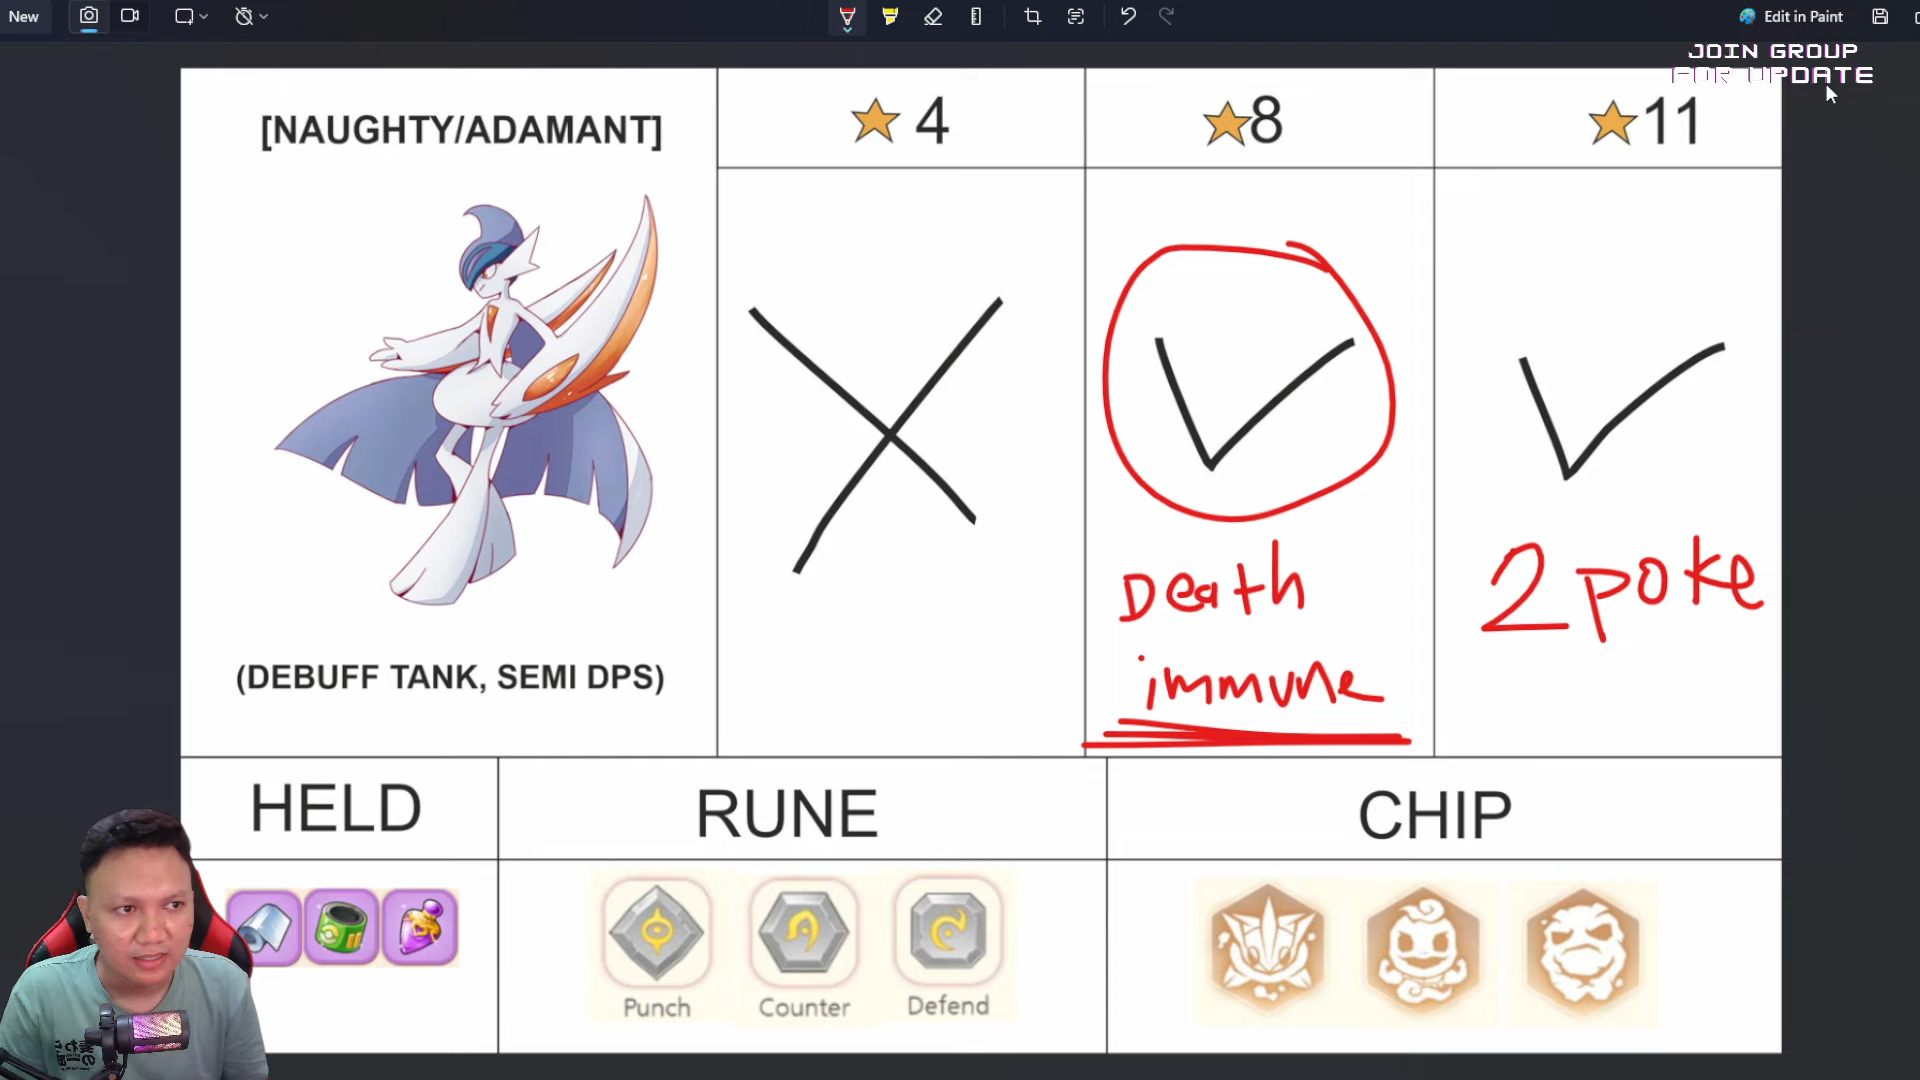 New
Edit in Paint
JOIN GROUP
FOR UPDATE
[NAUGHTY/ADAMANT]
4
8
11
Death
immune
2 poke
(DEBUFF TANK, SEMI DPS)
HELD
RUNE
CHIP
Punch
Counter
Defend